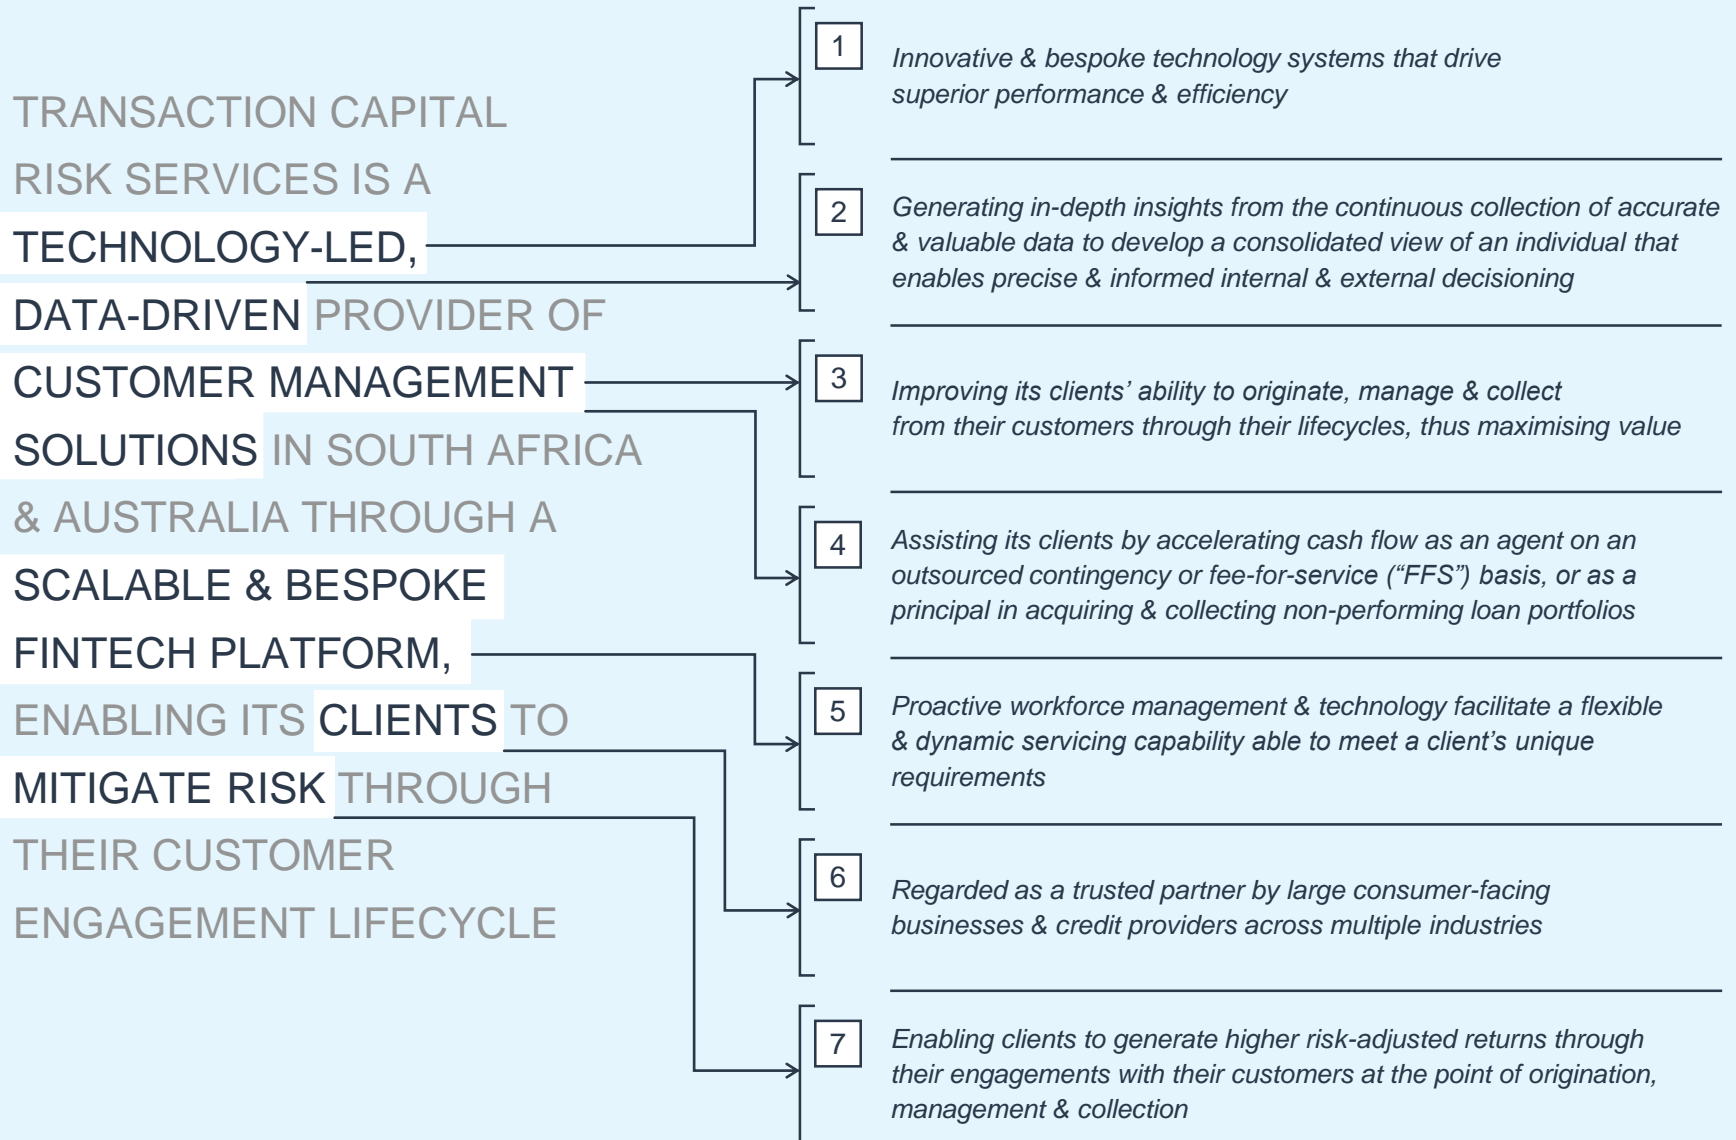 TRANSACTION CAPITAL
RISK SERVICES IS A
TECHNOLOGY-LED,
DATA-DRIVEN PROVIDER OF
CUSTOMER MANAGEMENT
SOLUTIONS IN SOUTH AFRICA
& AUSTRALIA THROUGH A
SCALABLE & BESPOKE
FINTECH PLATFORM,
ENABLING ITS CLIENTS TO
MITIGATE RISK THROUGH
THEIR CUSTOMER
ENGAGEMENT LIFECYCLE
1
Innovative & bespoke technology systems that drive
superior performance & efficiency
2
Generating in-depth insights from the continuous collection of accurate
& valuable data to develop a consolidated view of an individual that
enables precise & informed internal & external decisioning
3
Improving its clients’ ability to originate, manage & collect
from their customers through their lifecycles, thus maximising value
4
Assisting its clients by accelerating cash flow as an agent on an
outsourced contingency or fee-for-service (“FFS”) basis, or as a
principal in acquiring & collecting non-performing loan portfolios
5
Proactive workforce management & technology facilitate a flexible
& dynamic servicing capability able to meet a client’s unique
requirements
6
Regarded as a trusted partner by large consumer-facing
businesses & credit providers across multiple industries
7
Enabling clients to generate higher risk-adjusted returns through
their engagements with their customers at the point of origination,
management & collection